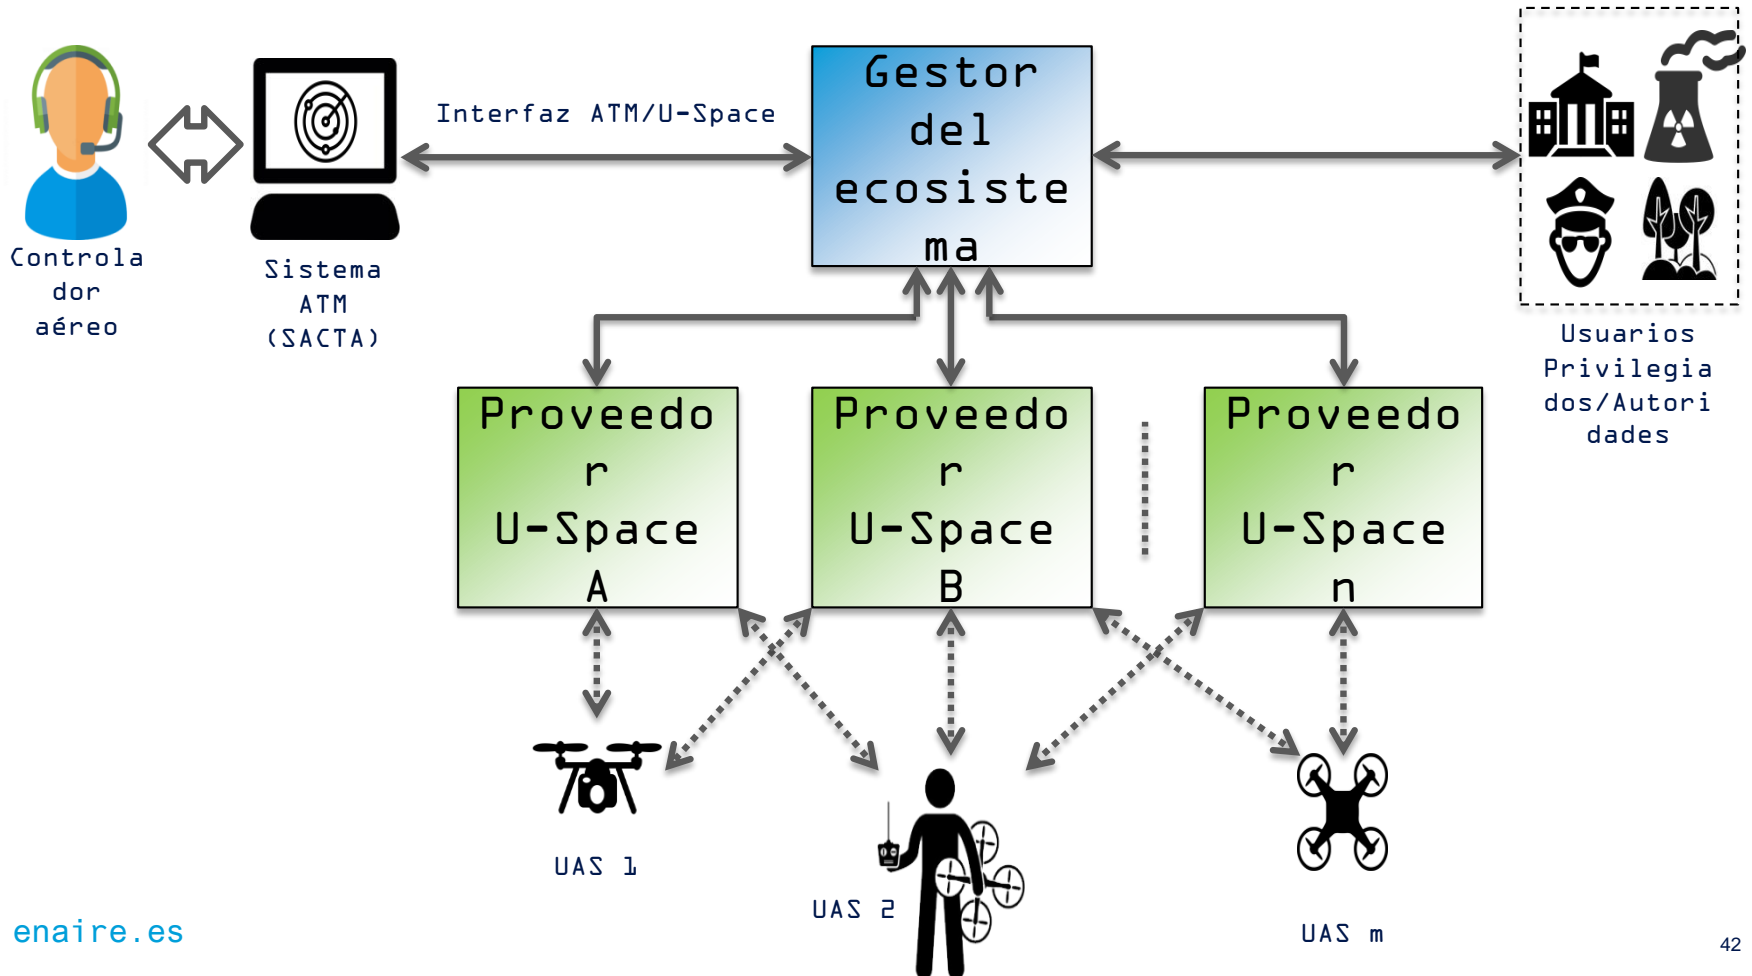 Interfaz ATM/U-Space
Gestor
del
ecosiste
ma
Controla
dor
aéreo
Sistema
ATM
(SACTA)
Usuarios
Privilegia
dos/Autori
dades
Proveedo
r
U-Space
A
Proveedo
r
U-Space
B
Proveedo
r
U-Space
n
UAS 1
UAS 2
UAS m
enaire.es
42